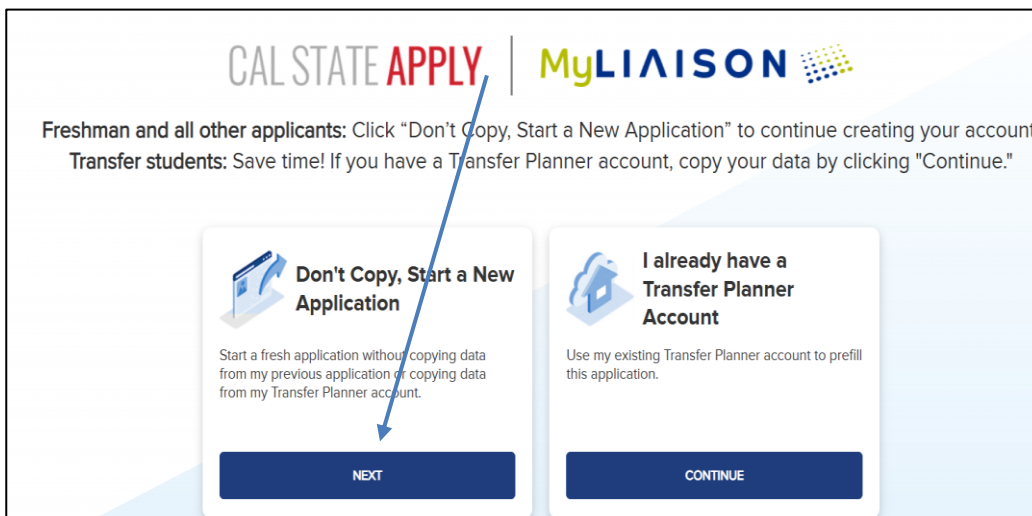 CAL STATE APPLY
MyLIAISON
Freshman and all other applicants: Click “Don’t Copy, Start a New Application” to continue creating your account
Transfer students: Save time! If you have a Transfer Planner account, copy your data by clicking "Continue."
Don't Copy, Start a New
Application
Start a fresh application without copying data
from my previous application or copying data
from my Transfer Planner account.
NEXT
I already have a
Transfer Planner
Account
Use my existing Transfer Planner account to prefill
this application.
CONTINUE